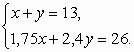 x + y = 13,
1,75x + 2,4y = 26.